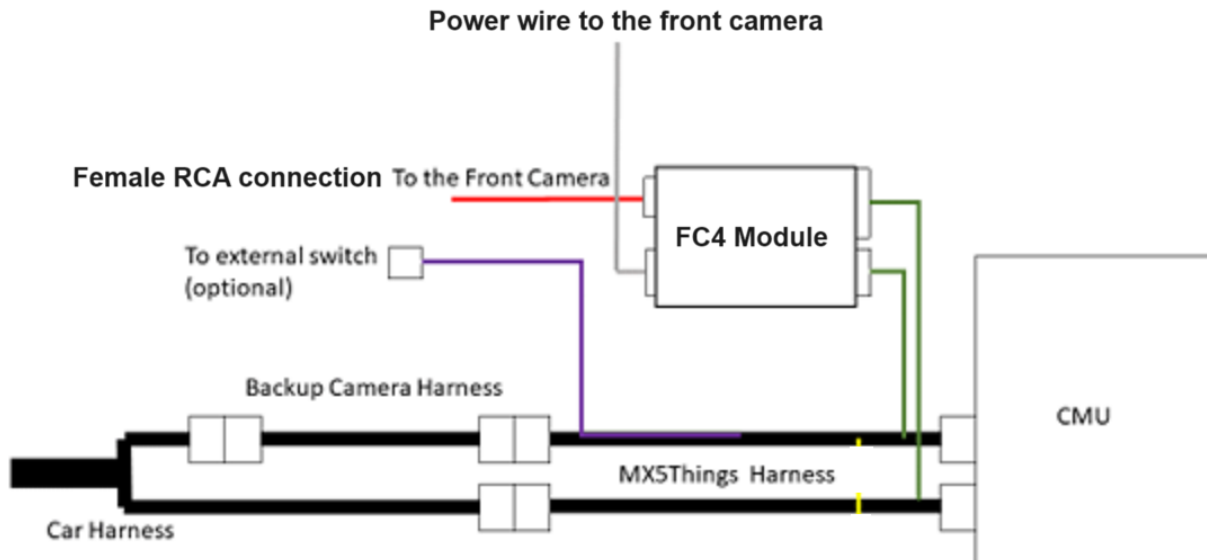 Power wire to the front camera
Female RCA connection To the Front Camera
FC4 Module
To external switch
(optional)
Backup Camera Harness
CMU
MX5Things Harness
Car Harness